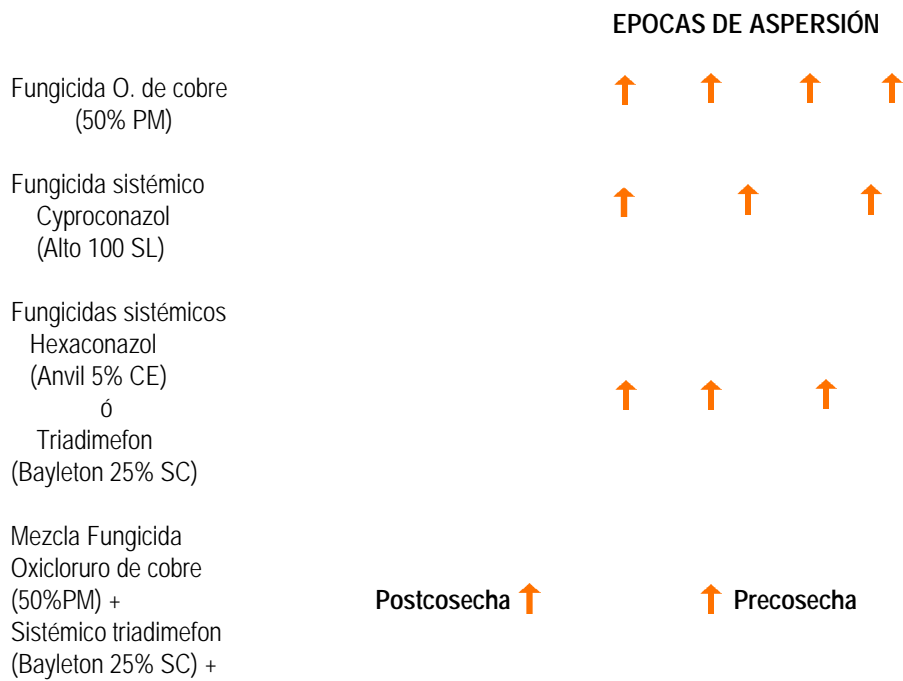 EPOCAS DE ASPERSIÓN
Fungicida O. de cobre
(50% PM)
Fungicida sistémico
Cyproconazol
(Alto 100 SL)
Fungicidas sistémicos
Hexaconazol
(Anvil 5% CE)
ó
Triadimefon
(Bayleton 25% SC)
Mezcla Fungicida
Oxicloruro de cobre
(50%PM) +
Postcosecha
Precosecha
Sistémico triadimefon
(Bayleton 25% SC) +